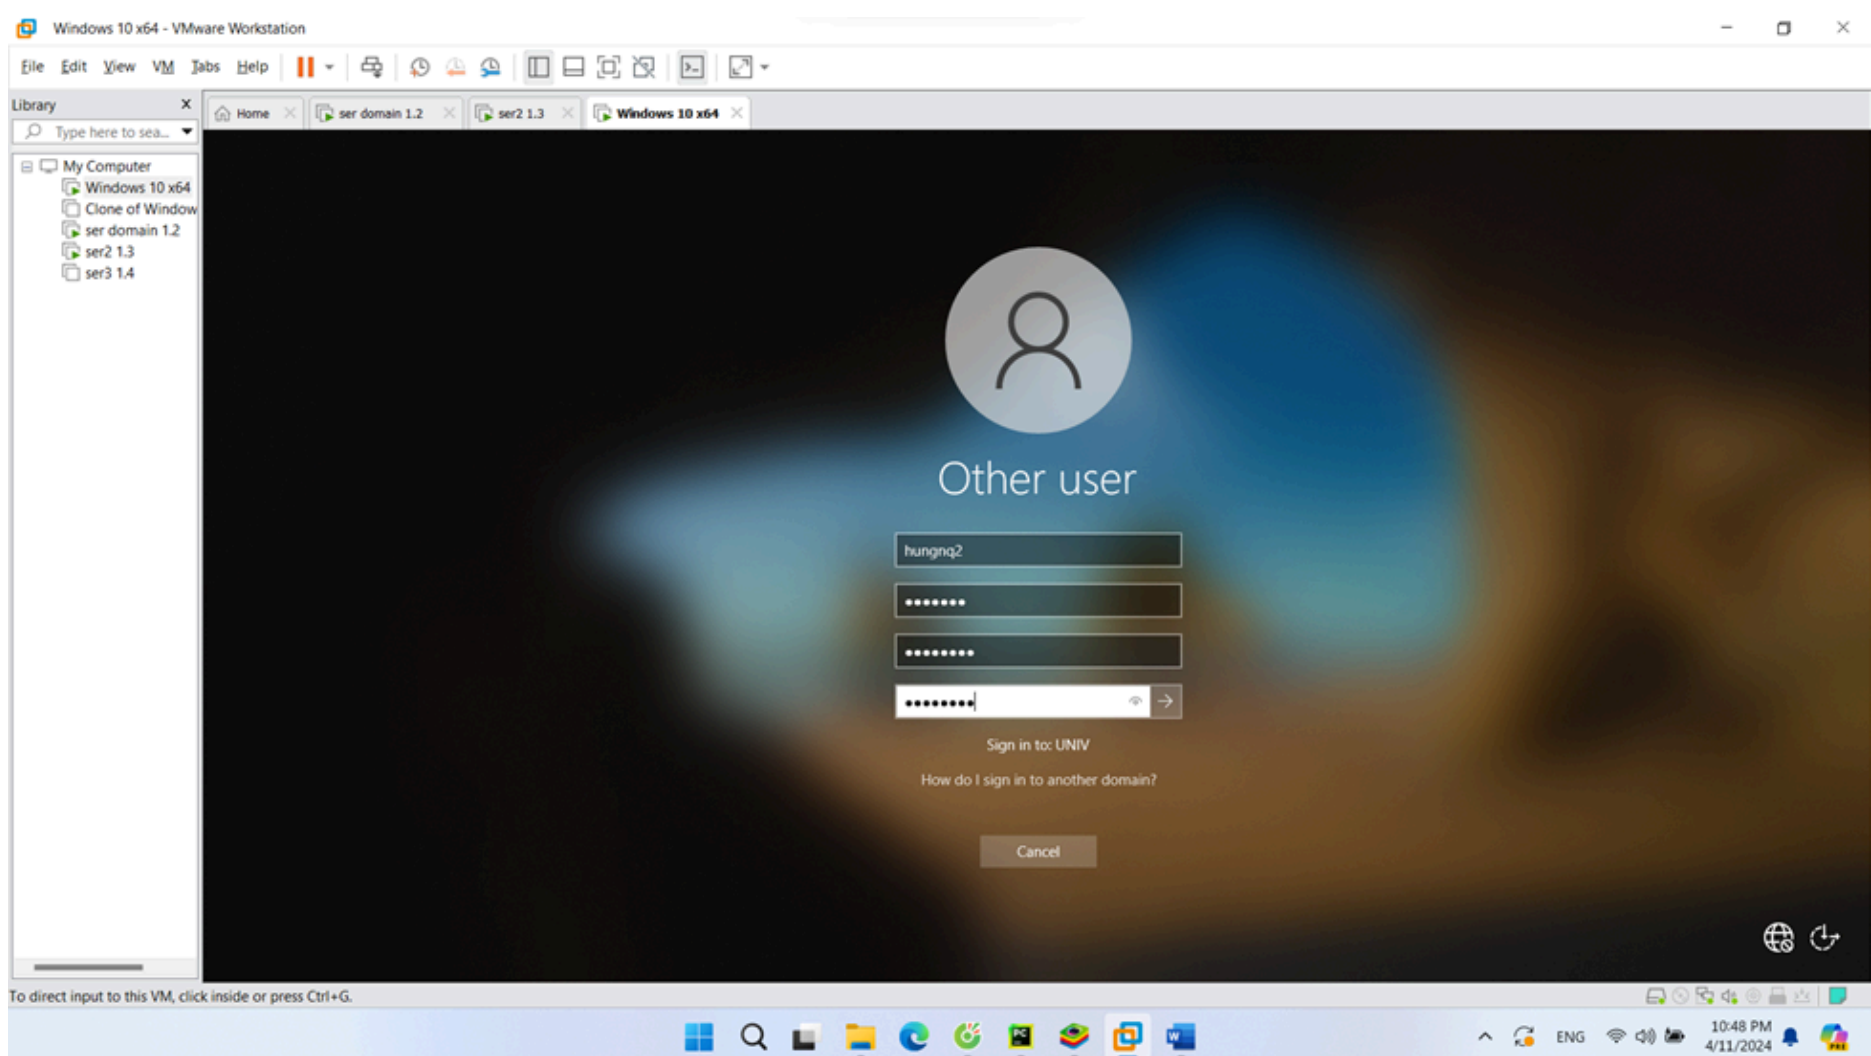 Windows 10 x64 - VMware Workstation
File Edit View VM Tabs Help
Library X
Type here to sea...
Home
ser domain 1.2
ser2 1.3
Windows 10 x64
My Computer
Windows 10 x64
Clone of Window
ser domain 1.2
ser2 1.3
ser3 1.4
Other user
hungnq2
Sign in to: UNIV
How do I sign in to another domain?
Cancel
To direct input to this VM, click inside or press Ctrl+G.
ENG
10:48 PM
4/11/2024
PC
W
PRE